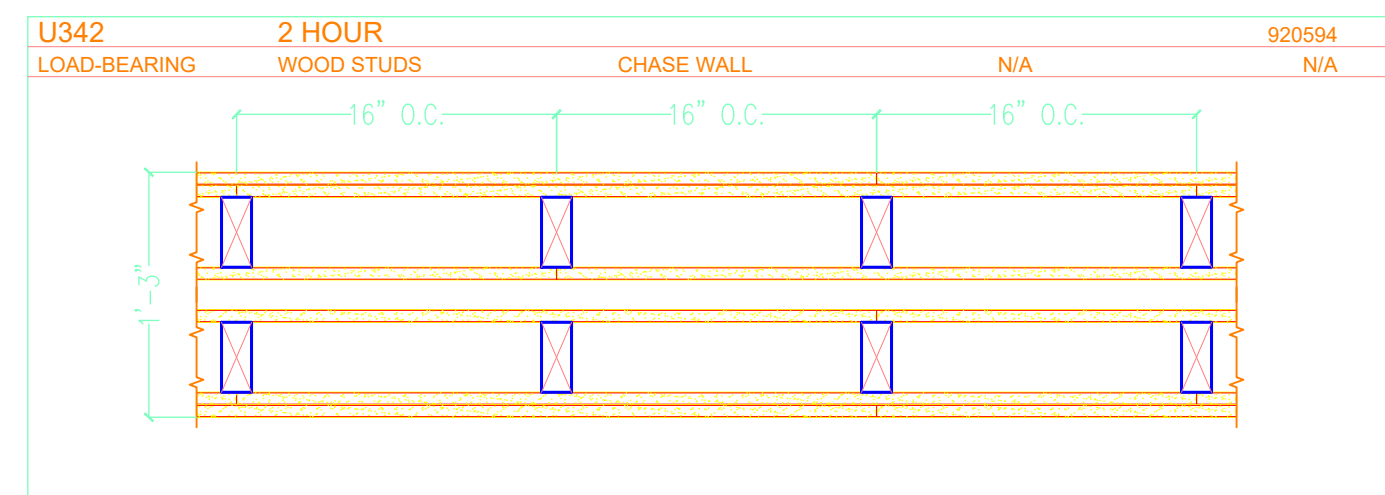 U342 2 HOUR 920594
LOAD-BEARING WOOD STUDS CHASE WALL N/A N/A
16” O.C. 16” O.C. 16” O.C.
1'-3”